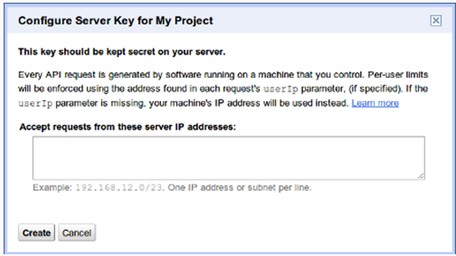 Configure Server Key for My Project
This key should be kept secret on your server.
Every API request is generated by software running on a machine that you control. Per-user limits
will be enforced using the address found in each request's userIp parameter, (if specified). If the
userIp parameter is missing, your machine's IP address will be used instead. Learn more
Accept requests from these server IP addresses:
Example: 192.168.12.0/23. One IP address or subnet per line.
Create Cancel